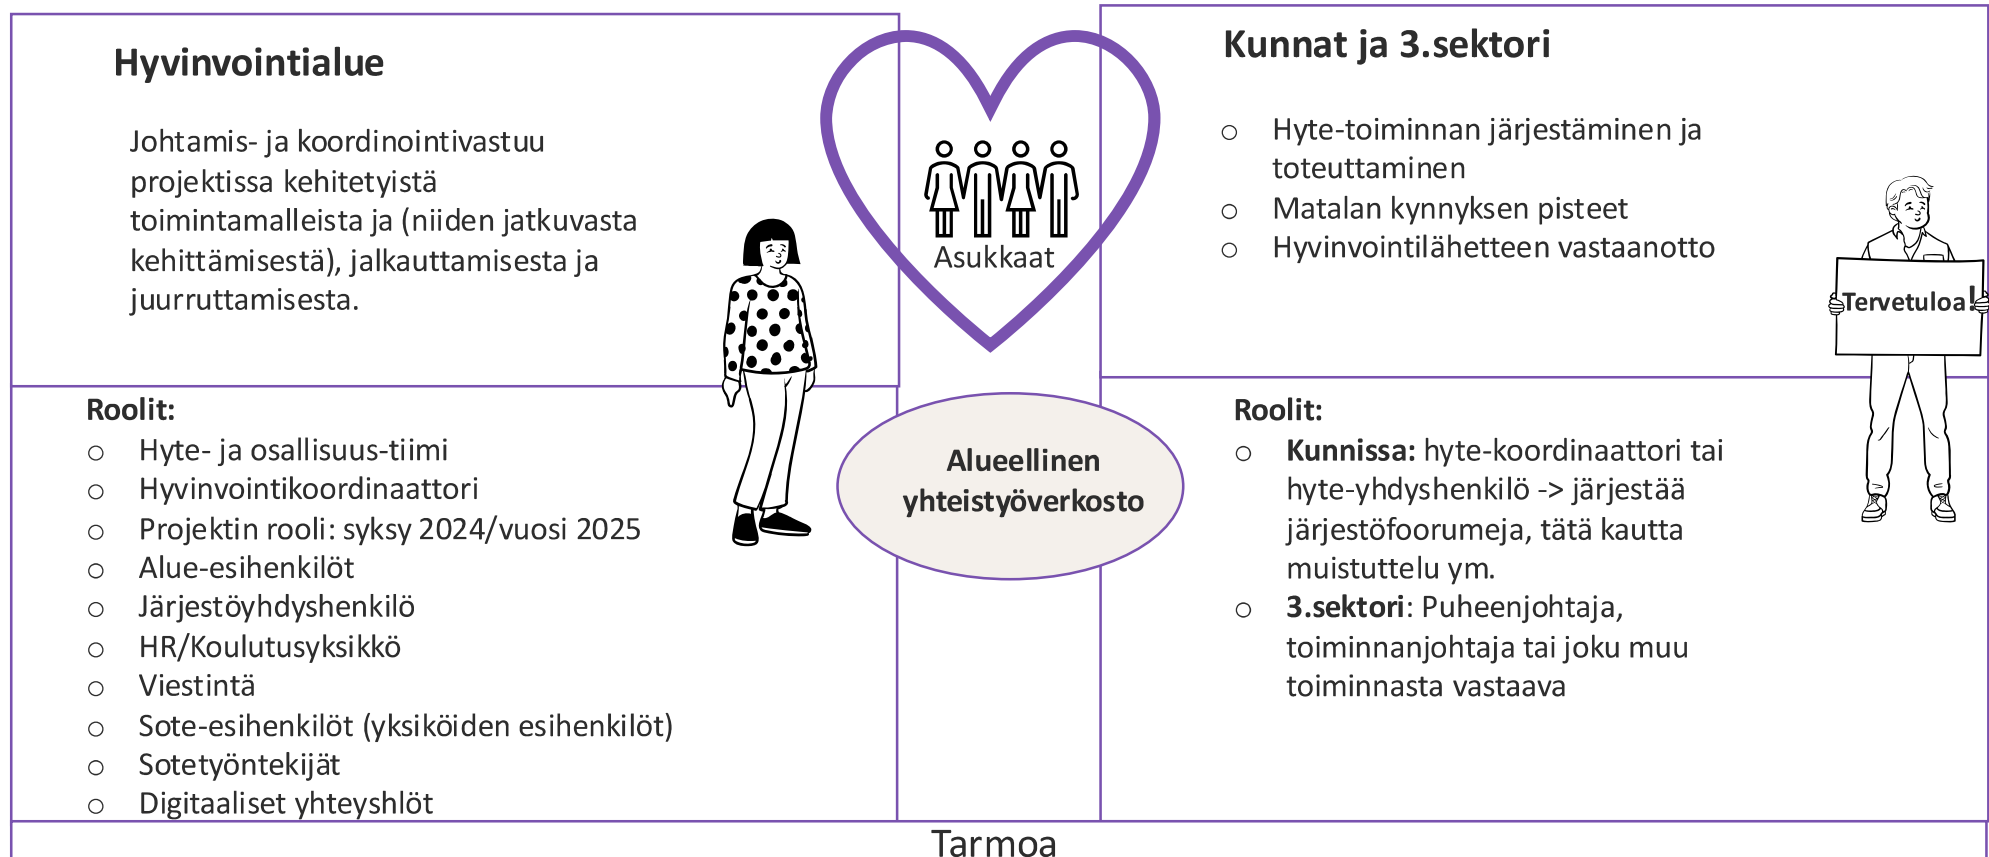 Hyvinvointialue
Johtamis- ja koordinointivastuu
projektissa kehitetyistä
toimintamalleista ja (niiden jatkuvasta
kehittämisestä), jalkauttamisesta ja
juurruttamisesta.
Roolit:
Hyte- ja osallisuus-tiimi
Hyvinvointikoordinaattori
Projektin rooli: syksy 2024/vuosi 2025
Alue-esihenkilöt
Järjestöyhdyshenkilö
HR/Koulutusyksikkö
Viestintä
Sote-esihenkilöt (yksiköiden esihenkilöt)
Sotetyöntekijät
Digitaaliset yhteyshlöt
Asukkaat
Alueellinen
yhteistyöverkosto
Kunnat ja 3.sektori
Hyte-toiminnan järjestäminen ja
toteuttaminen
Matalan kynnyksen pisteet
Hyvinvointilähetteen vastaanotto
Tervetuloa!
Roolit:
Kunnissa: hyte-koordinaattori tai
hyte-yhdyshenkilö -> järjestää
järjestöfoorumeja, tätä kautta
muistuttelu ym.
3.sektori: Puheenjohtaja,
toiminnanjohtaja tai joku muu
toiminnasta vastaava
Tarmoa